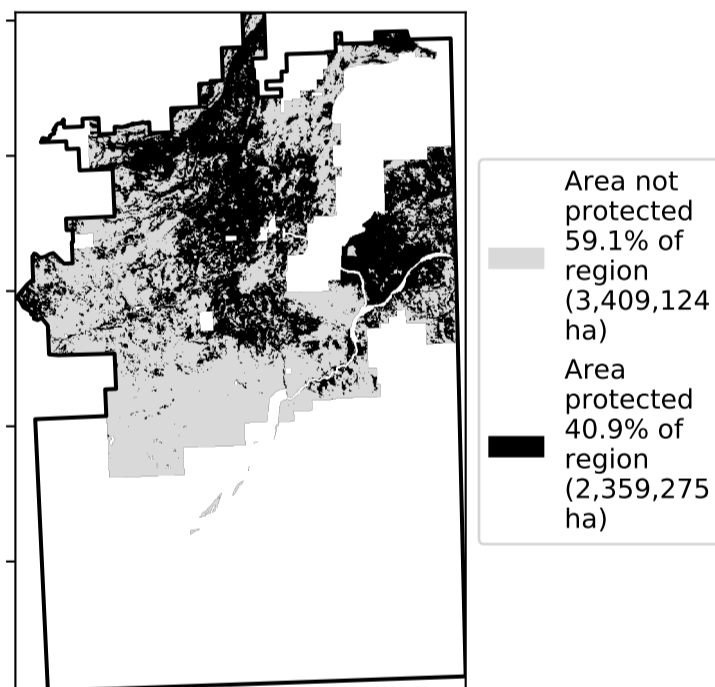 Area not
protected
59.1% of
region
(3,409,124
ha)
Area
protected
40.9% of
region
(2,359,275
ha)